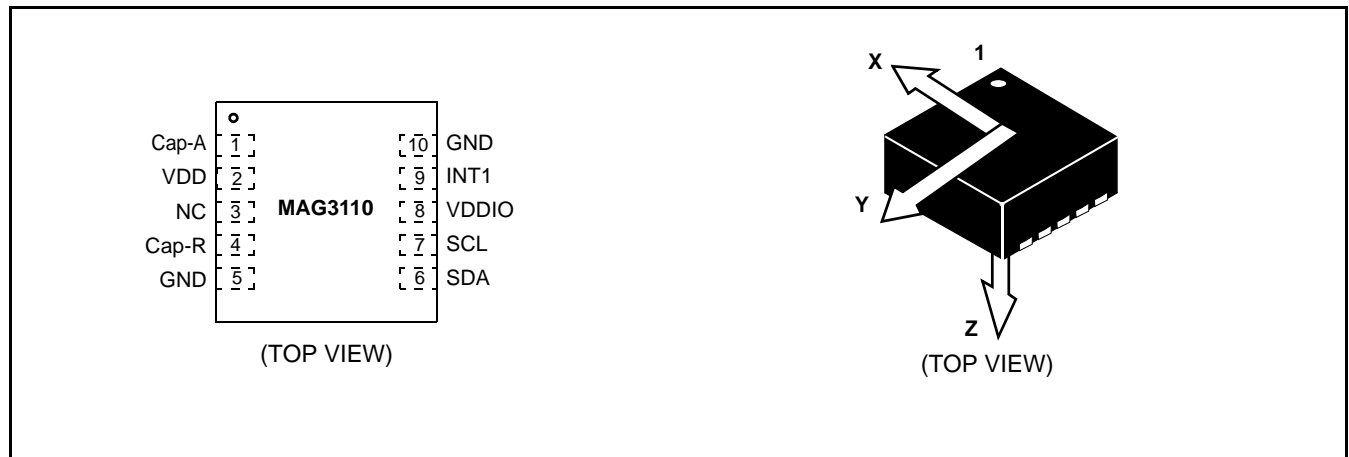 Cap-A 1 10 GND
VDD 2 9 INT1
NC 3 MAG3110 8 VDDIO
Cap-R 4 7 SCL
GND 5 6 SDA
(TOP VIEW)
1
X
Y
Z
(TOP VIEW)